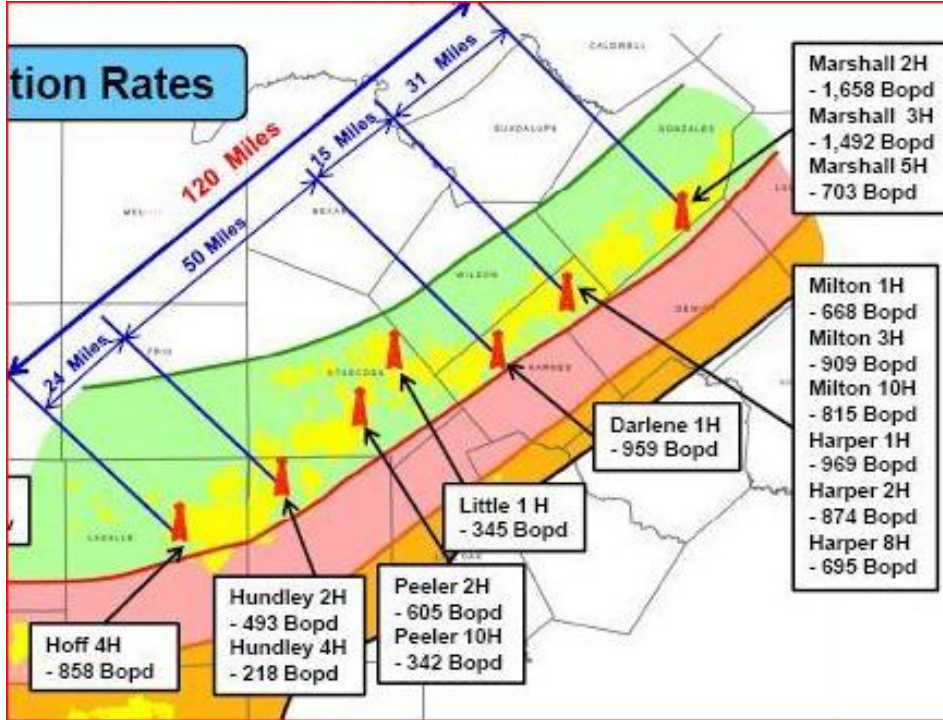 tion Rates
120 Miles
31 Miles
15 Miles
50 Miles
24 Miles
CALDWELL
GUADALUPE
GONZALES
BEXAR
WILSON
FRIO
ATASCOSA
KARNES
DEWITT
LASALLE
Marshall 2H
- 1,658 Bopd
Marshall 3H
- 1,492 Bopd
Marshall 5H
- 703 Bopd
Milton 1H
- 668 Bopd
Milton 3H
- 909 Bopd
Milton 10H
- 815 Bopd
Harper 1H
- 969 Bopd
Harper 2H
- 874 Bopd
Harper 8H
- 695 Bopd
Darlene 1H
- 959 Bopd
Little 1 H
- 345 Bopd
Peeler 2H
- 605 Bopd
Peeler 10H
- 342 Bopd
Hundley 2H
- 493 Bopd
Hundley 4H
- 218 Bopd
Hoff 4H
- 858 Bopd